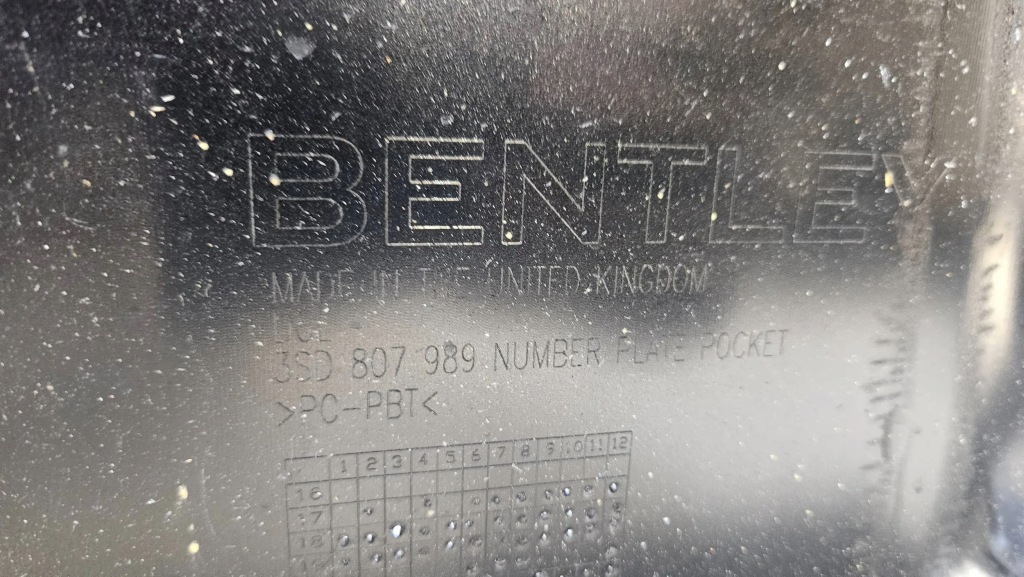 BENTLEY
MADE IN THE UNITED KINGDOM
3SD 807 989 NUMBER PLATE POCKET
>PC-PBT<
1 2 3 4 5 6 7 8 9 10 11 12
16
17
18